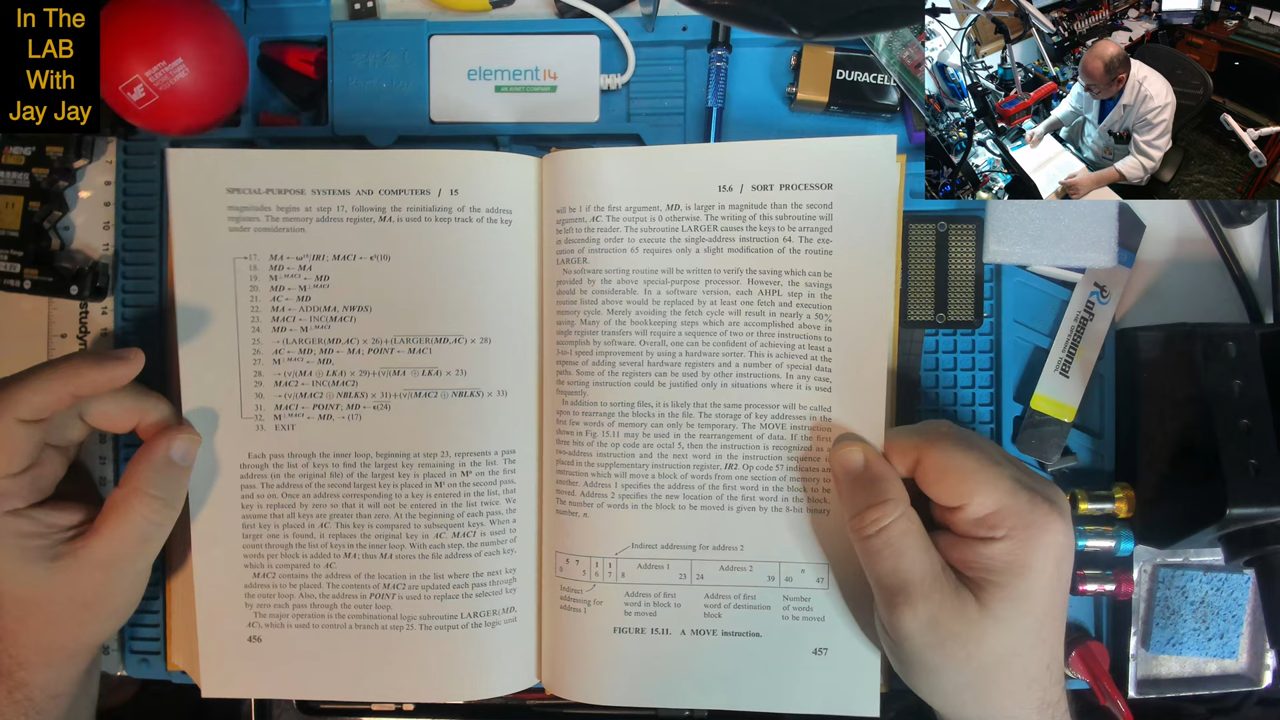 In The
LAB
With
Jay Jay
WÜRTH
ELEKTRONIK
MORE THAN
YOU EXPECT
WE
element14
AN AVNET COMPANY
DURACELL
Professional
THE OPENING TOOL
SPECIAL-PURPOSE SYSTEMS AND COMPUTERS / 15
magnitudes begins at step 17, following the reinitializing of the address
registers. The memory address register, MA, is used to keep track of the key
under consideration.
18. MD ← MA
21. AC ← MD
22. MA ← ADD(MA, NWDS)
23. MAC1 ← INC(MAC1)
25. →(LARGER(MD,AC) × 26)+(LARGER(MD,AC) × 28)
26. AC ← MD; MD ← MA; POINT ← MAC1
28. →(∨/(MA ⊕ LKA) × 29)+(∨/(MA ⊕ LKA) × 23)
29. MAC2 ← INC(MAC2)
30. →(∨/(MAC2 ⊕ NBLKS) × 31)+(∨/(MAC2 ⊕ NBLKS) × 33)
31. MAC1 ← POINT; MD ← ε(24)
33. EXIT
Each pass through the inner loop, beginning at step 23, represents a pass
through the list of keys to find the largest key remaining in the list. The
address (in the original file) of the largest key is placed in M⁰ on the first
pass. The address of the second largest key is placed in M¹ on the second pass,
and so on. Once an address corresponding to a key is entered in the list, that
key is replaced by zero so that it will not be entered in the list twice. We
assume that all keys are greater than zero. At the beginning of each pass, the
first key is placed in AC. This key is compared to subsequent keys. When a
larger one is found, it replaces the original key in AC. MAC1 is used to
count through the list of keys in the inner loop. With each step, the number of
words per block is added to MA; thus MA stores the file address of each key,
which is compared to AC.
MAC2 contains the address of the location in the list where the next key
address is to be placed. The contents of MAC2 are updated each pass through
the outer loop. Also, the address in POINT is used to replace the selected key
by zero each pass through the outer loop.
The major operation is the combinational logic subroutine LARGER(MD,
AC), which is used to control a branch at step 25. The output of the logic unit
456
15.6 / SORT PROCESSOR
will be 1 if the first argument, MD, is larger in magnitude than the second
argument, AC. The output is 0 otherwise. The writing of this subroutine will
be left to the reader. The subroutine LARGER causes the keys to be arranged
in descending order to execute the single-address instruction 64. The exe-
cution of instruction 65 requires only a slight modification of the routine
LARGER.
No software sorting routine will be written to verify the saving which can be
provided by the above special-purpose processor. However, the savings
should be considerable. In a software version, each AHPL step in the
routine listed above would be replaced by at least one fetch and execution
memory cycle. Merely avoiding the fetch cycle will result in nearly a 50%
saving. Many of the bookkeeping steps which are accomplished above in
single register transfers will require a sequence of two or three instructions to
accomplish by software. Overall, one can be confident of achieving at least a
3-to-1 speed improvement by using a hardware sorter. This is achieved at the
expense of adding several hardware registers and a number of special data
paths. Some of the registers can be used by other instructions. In any case,
the sorting instruction could be justified only in situations where it is used
frequently.
In addition to sorting files, it is likely that the same processor will be called
upon to rearrange the blocks in the file. The storage of key addresses in the
first few words of memory can only be temporary. The MOVE instruction
shown in Fig. 15.11 may be used in the rearrangement of data. If the first
three bits of the op code are octal 5, then the instruction is recognized as a
two-address instruction and the next word in the instruction sequence is
placed in the supplementary instruction register, IR2. Op code 57 indicates an
instruction which will move a block of words from one section of memory to
another. Address 1 specifies the address of the first word in the block to be
moved. Address 2 specifies the new location of the first word in the block.
The number of words in the block to be moved is given by the 8-bit binary
number, n.
Indirect addressing for address 2
5 7 1 1 Address 1 Address 2 n
0 5 6 7 8 23 24 39 40 47
Indirect addressing for address 1
Address of first word in block to be moved
Address of first word of destination block
Number of words to be moved
FIGURE 15.11. A MOVE instruction.
457